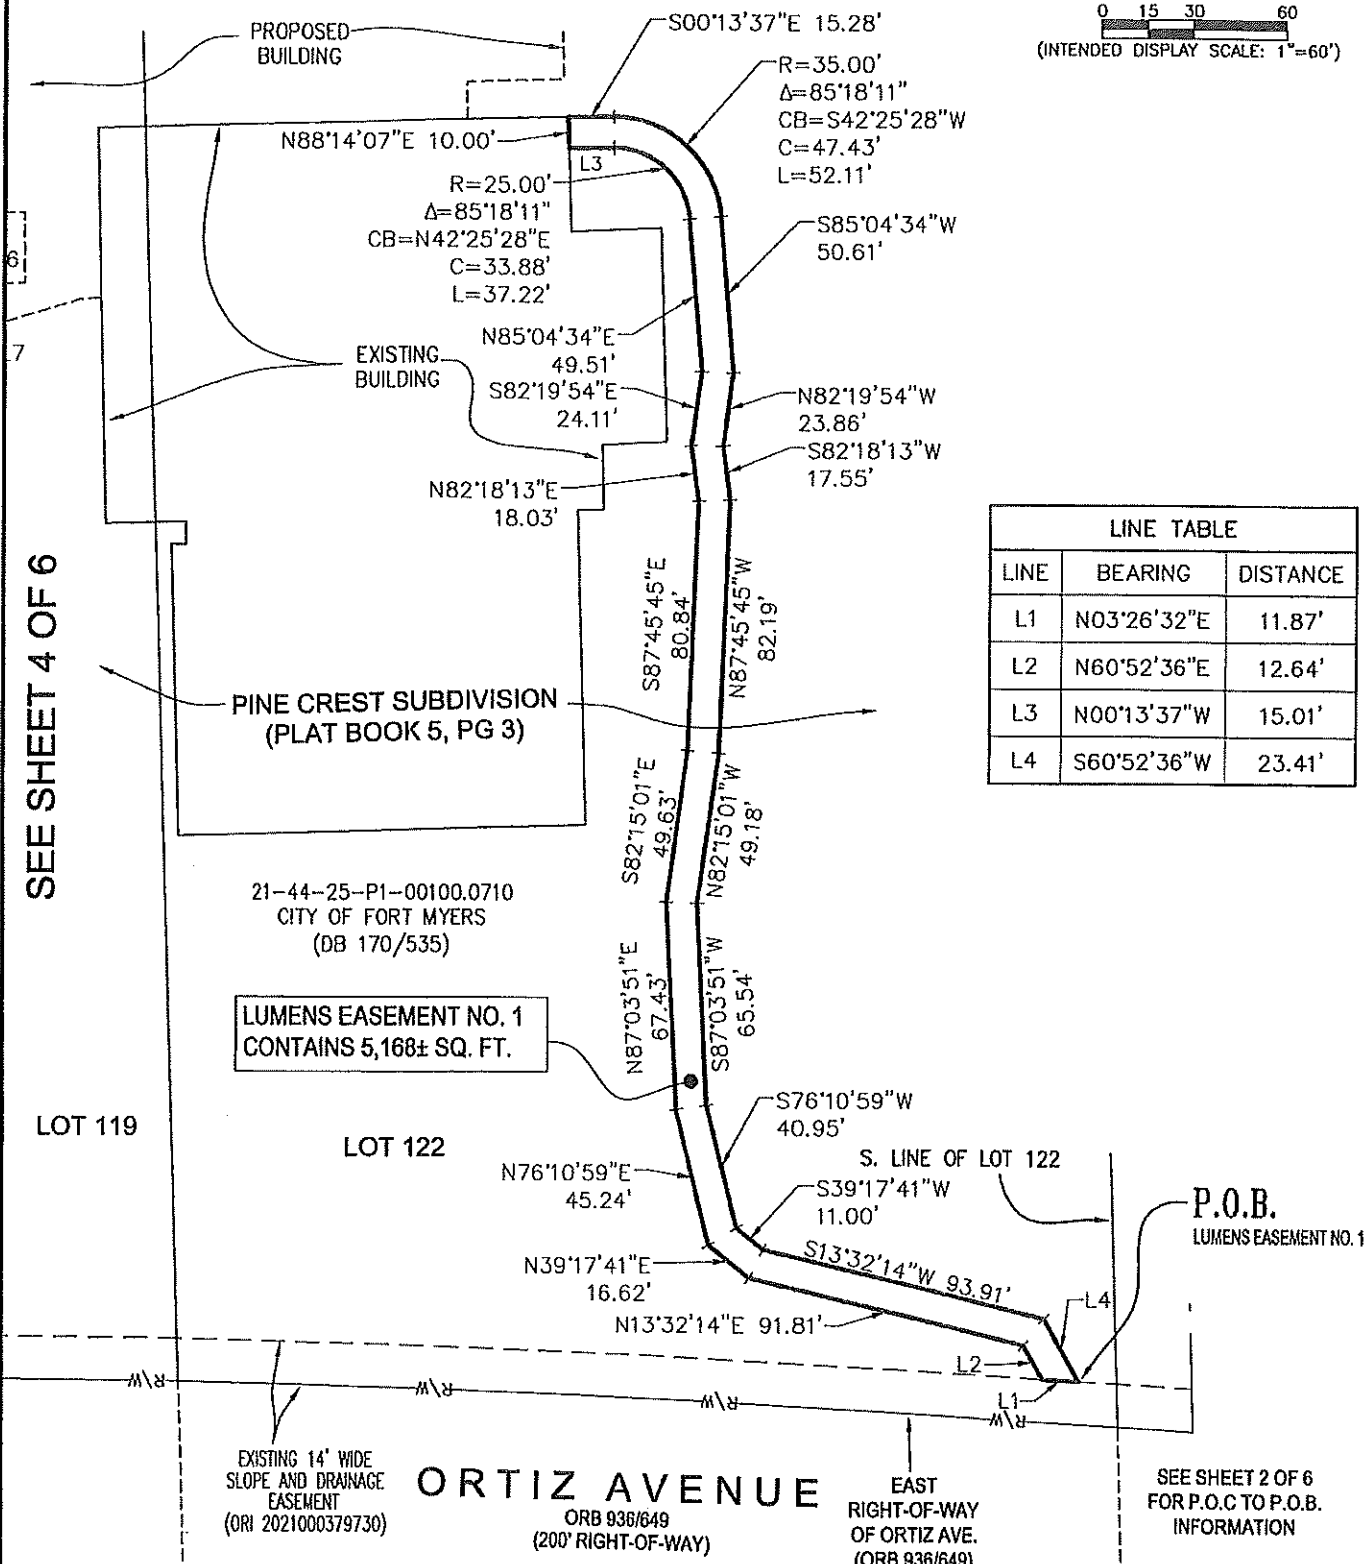 0 15 30 60
(INTENDED DISPLAY SCALE: 1"=60')
PROPOSED
BUILDING
S00°13'37"E 15.28'
R=35.00'
Δ=85°18'11"
CB=S42°25'28"W
C=47.43'
L=52.11'
N88°14'07"E 10.00'
L3
R=25.00'
Δ=85°18'11"
CB=N42°25'28"E
C=33.88'
L=37.22'
S85°04'34"W
50.61'
6
7
N85°04'34"E
49.51'
EXISTING
BUILDING
S82°19'54"E
24.11'
N82°19'54"W
23.86'
S82°18'13"W
17.55'
N82°18'13"E
18.03'
LINE TABLE
LINE BEARING DISTANCE
L1 N03°26'32"E 11.87'
L2 N60°52'36"E 12.64'
L3 N00°13'37"W 15.01'
L4 S60°52'36"W 23.41'
SEE SHEET 4 OF 6
S87°45'45"E
80.84'
N87°45'45"W
82.19'
PINE CREST SUBDIVISION
(PLAT BOOK 5, PG 3)
S82°15'01"E
49.63'
N82°15'01"W
49.18'
21-44-25-P1-00100.0710
CITY OF FORT MYERS
(DB 170/535)
N87°03'51"E
67.43'
S87°03'51"W
65.54'
LUMENS EASEMENT NO. 1
CONTAINS 5,168± SQ. FT.
LOT 119
LOT 122
S76°10'59"W
40.95'
S. LINE OF LOT 122
N76°10'59"E
45.24'
S39°17'41"W
11.00'
P.O.B.
LUMENS EASEMENT NO. 1
N39°17'41"E
16.62'
S13°32'14"W 93.91'
L4
N13°32'14"E 91.81'
L2
L1
R/W
R/W
R/W
R/W
EXISTING 14' WIDE
SLOPE AND DRAINAGE
EASEMENT
(ORI 2021000379730)
ORTIZ AVENUE
ORB 936/649
(200' RIGHT-OF-WAY)
EAST
RIGHT-OF-WAY
OF ORTIZ AVE.
(ORB 936/649)
SEE SHEET 2 OF 6
FOR P.O.C TO P.O.B.
INFORMATION